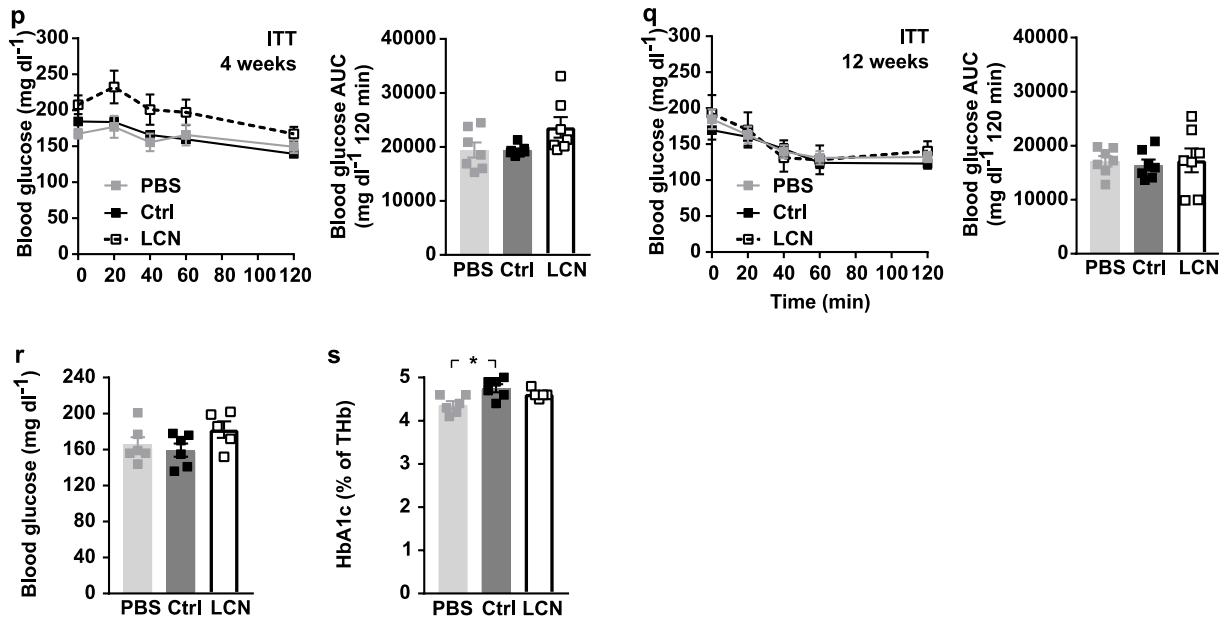 p
ITT
4 weeks
Blood glucose (mg dl⁻¹)
300
250
200
150
100
50
0
PBS
Ctrl
LCN
0 20 40 60 80 100 120
Blood glucose AUC
(mg dl⁻¹ 120 min)
40000
30000
20000
10000
0
PBS Ctrl LCN
q
ITT
12 weeks
Blood glucose (mg dl⁻¹)
300
250
200
150
100
50
0
PBS
Ctrl
LCN
0 20 40 60 80 100 120
Time (min)
Blood glucose AUC
(mg dl⁻¹ 120 min)
40000
30000
20000
10000
0
PBS Ctrl LCN
r
Blood glucose (mg dl⁻¹)
240
200
160
120
80
40
0
PBS Ctrl LCN
s
*
HbA1c (% of THb)
5
4
3
2
1
0
PBS Ctrl LCN